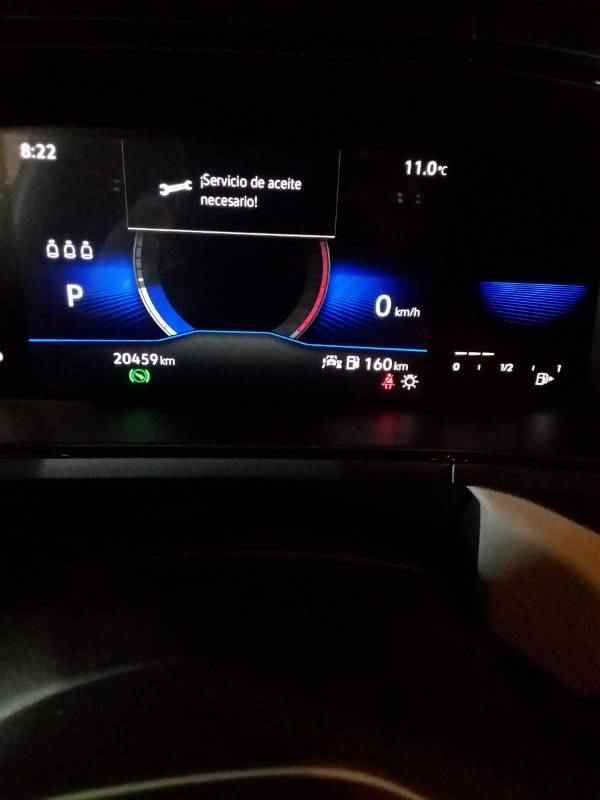 8:22
¡Servicio de aceite
necesario!
11.0°C
P
0 km/h
20459 km
160 km
0 1/2 1